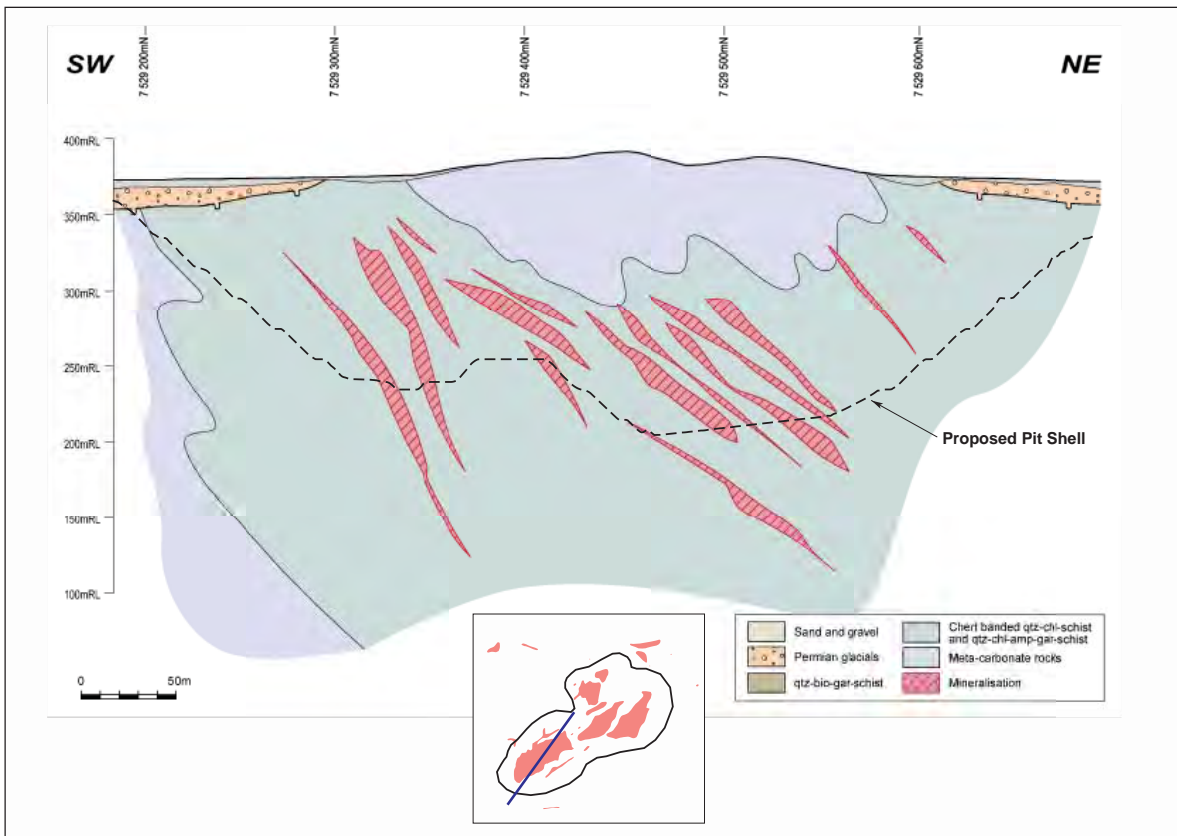 7 529 200mN
7 529 300mN
7 529 400mN
7 529 500mN
7 529 600mN
SW
NE
400mRL
350mRL
300mRL
250mRL
200mRL
150mRL
100mRL
Proposed Pit Shell
0
50m
Sand and gravel
Permian glacials
qtz-bio-gar-schist
Chert banded qtz-chl-schist
and qtz-chl-amp-gar-schist
Meta-carbonate rocks
Mineralisation